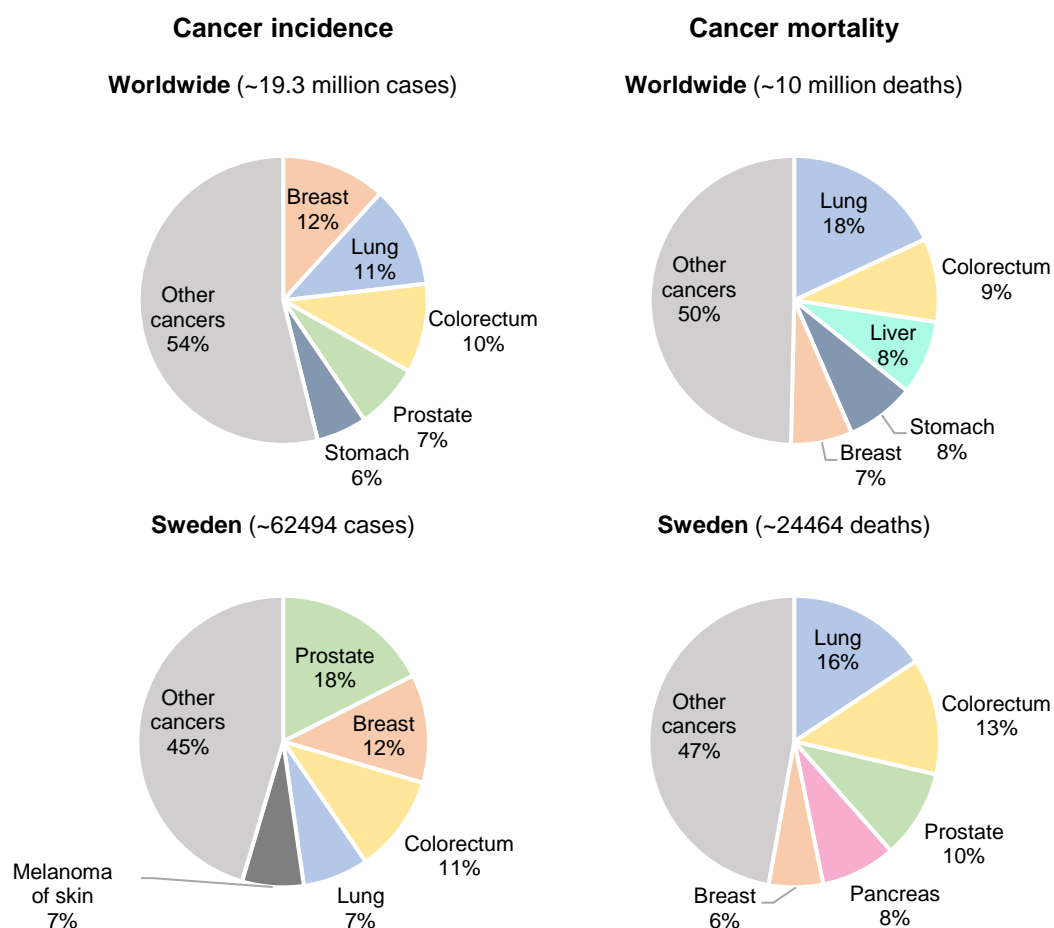 Cancer incidence
Worldwide (~19.3 million cases)
Breast
12%
Lung
11%
Colorectum
10%
Prostate
7%
Stomach
6%
Other
cancers
54%
Cancer mortality
Worldwide (~10 million deaths)
Lung
18%
Colorectum
9%
Liver
8%
Stomach
8%
Breast
7%
Other
cancers
50%
Sweden (~62494 cases)
Prostate
18%
Breast
12%
Colorectum
11%
Lung
7%
Melanoma
of skin
7%
Other
cancers
45%
Sweden (~24464 deaths)
Lung
16%
Colorectum
13%
Prostate
10%
Pancreas
8%
Breast
6%
Other
cancers
47%